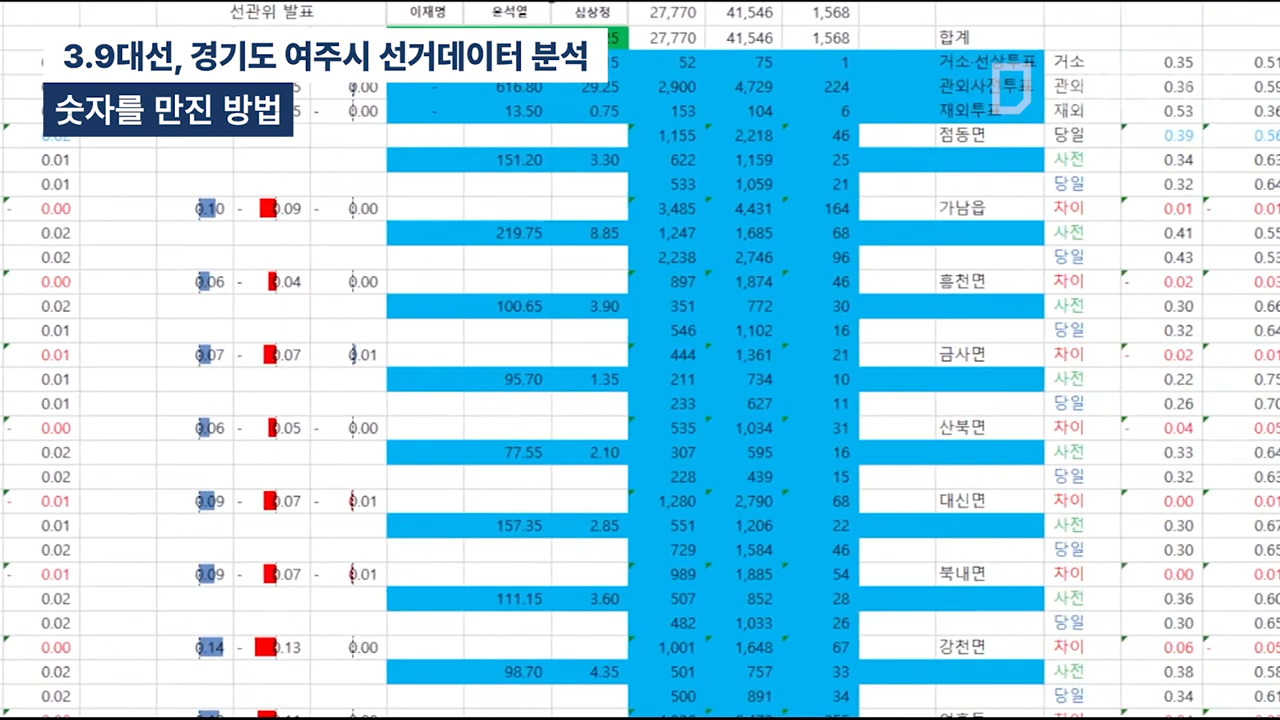 선관위 발표 이재명 윤석열 심상정 27,770 41,546 1,568
27,770 41,546 1,568 합계
3.9대선, 경기도 여주시 선거데이터 분석
숫자를 만진 방법
52 75 1 거소·선상투표 거소 0.35
0.00 - 616.80 29.25 2,900 4,729 224 관외사전투표 관외 0.36
- 0.00 - 13.50 0.75 153 104 6 재외투표 재외 0.53
1,155 2,218 46 점동면 당일 0.39
0.01 151.20 3.30 622 1,159 25 사전 0.34
0.01 533 1,059 21 당일 0.32
- 0.00 0.10 - 0.09 - 0.00 3,485 4,431 164 가남읍 차이 0.01 -
0.02 219.75 8.85 1,247 1,685 68 사전 0.41
0.02 2,238 2,746 96 당일 0.43
0.00 0.06 - 0.04 0.00 897 1,874 46 흥천면 차이 - 0.02
0.02 100.65 3.90 351 772 30 사전 0.30
0.01 546 1,102 16 당일 0.32
0.01 0.07 - 0.07 0.01 444 1,361 21 금사면 차이 - 0.02
0.01 95.70 1.35 211 734 10 사전 0.22
0.01 233 627 11 당일 0.26
- 0.00 0.06 - 0.05 - 0.00 535 1,034 31 산북면 차이 - 0.04
0.02 77.55 2.10 307 595 16 사전 0.33
0.02 228 439 15 당일 0.32
- 0.01 0.09 - 0.07 - 0.01 1,280 2,790 68 대신면 차이 0.00
0.01 157.35 2.85 551 1,206 22 사전 0.30
0.02 729 1,584 46 당일 0.30
- 0.01 0.09 - 0.07 - 0.01 989 1,885 54 북내면 차이 0.00
0.02 111.15 3.60 507 852 28 사전 0.36
0.02 482 1,033 26 당일 0.30
0.00 0.14 - 0.13 0.00 1,001 1,648 67 강천면 차이 0.06 -
0.02 98.70 4.35 501 757 33 사전 0.38
0.02 500 891 34 당일 0.34